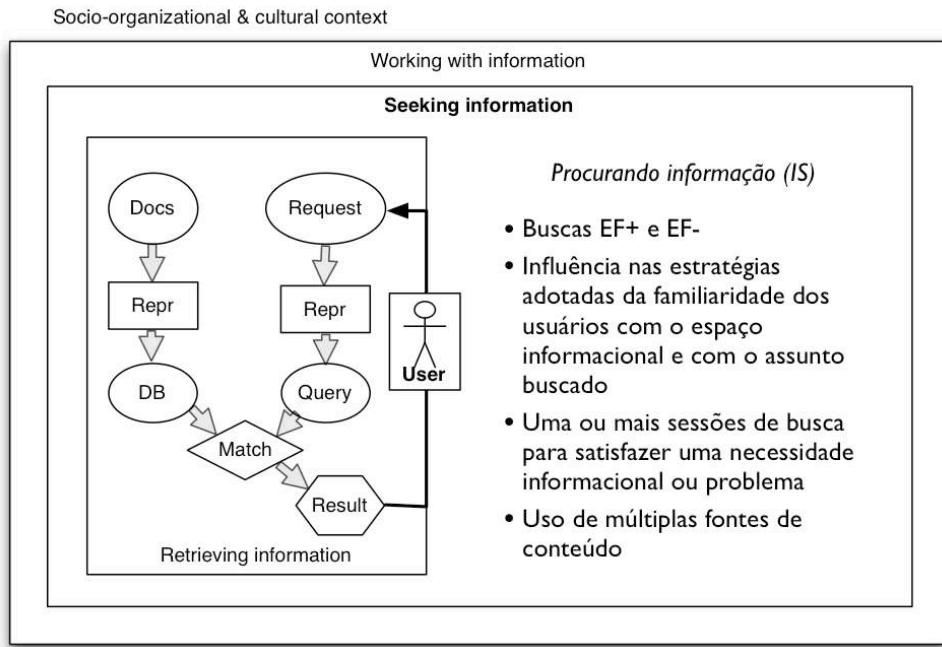 Socio-organizational & cultural context
Working with information
Seeking information
Docs
Request
Repr
Repr
DB
Query
Match
Result
User
Retrieving information
Procurando informação (IS)
• Buscas EF+ e EF-
• Influência nas estratégias
adotadas da familiaridade dos
usuários com o espaço
informacional e com o assunto
buscado
• Uma ou mais sessões de busca
para satisfazer uma necessidade
informacional ou problema
• Uso de múltiplas fontes de
conteúdo